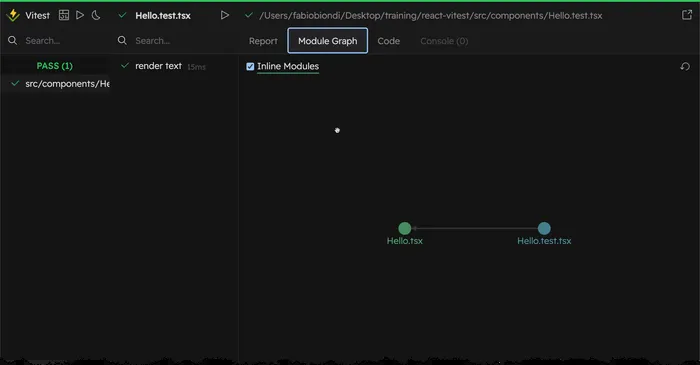 Vitest
Hello.test.tsx
/Users/fabiobiondi/Desktop/training/react-vitest/src/components/Hello.test.tsx
Report
Module Graph
Code
Console (0)
Search...
Search...
PASS (1)
render text 15ms
src/components/He
Inline Modules
Hello.tsx
Hello.test.tsx